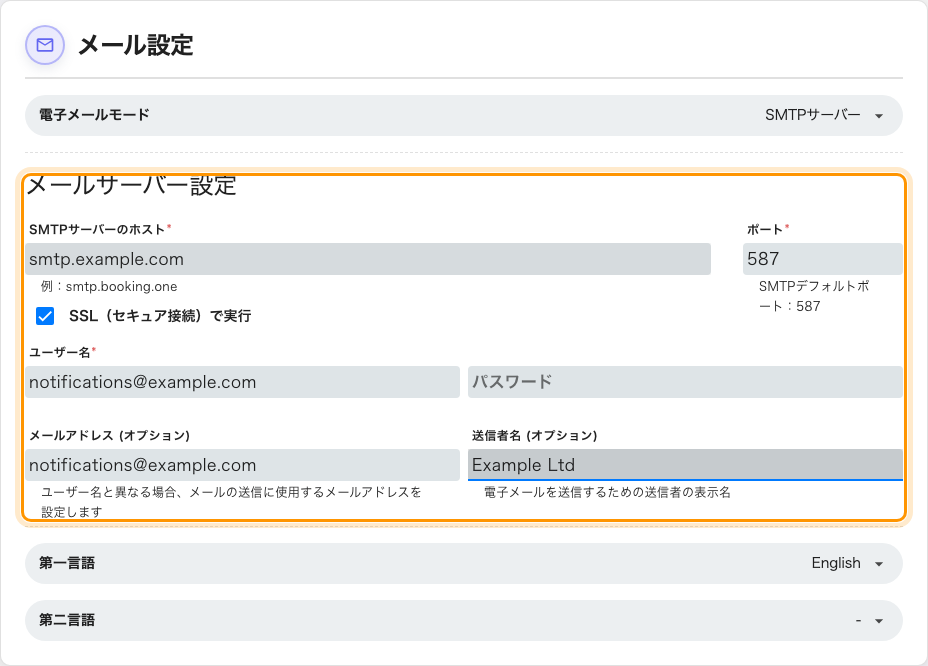 メール設定
電子メールモード SMTPサーバー
メールサーバー設定
SMTPサーバーのホスト* ポート*
smtp.example.com 587
例：smtp.booking.one SMTPデフォルトポ
ート：587
SSL（セキュア接続）で実行
ユーザー名*
notifications@example.com パスワード
メールアドレス (オプション) 送信者名 (オプション)
notifications@example.com Example Ltd
ユーザー名と異なる場合、メールの送信に使用するメールアドレスを 電子メールを送信するための送信者の表示名
設定します
第一言語 English
第二言語 -